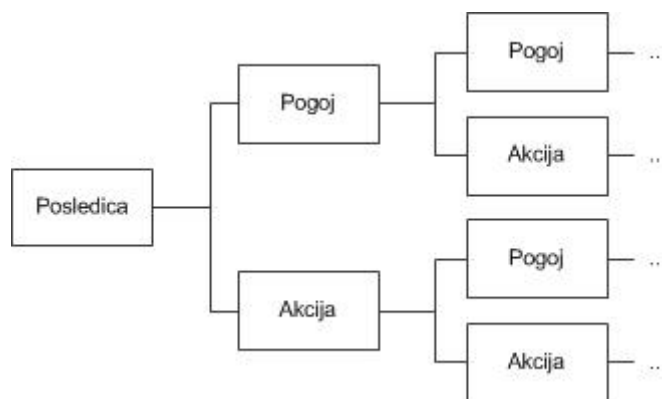 Pogoj ..
Pogoj
Akcija ..
Posledica
Pogoj ..
Akcija
Akcija ..